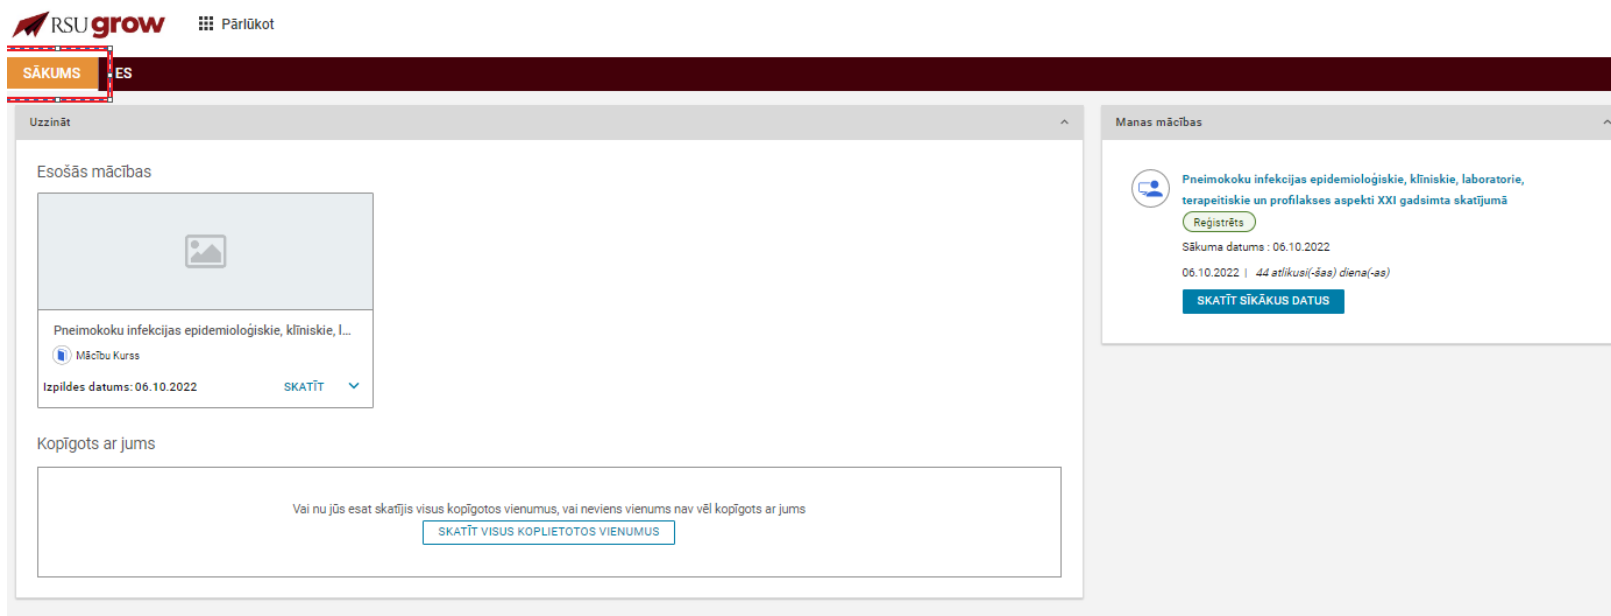 RSU grow
Pārlūkot
SĀKUMS
ES
Uzzināt
Esošās mācības
Pneimokoku infekcijas epidemioloģiskie, klīniskie, l...
Mācību Kurss
Izpildes datums: 06.10.2022
SKATĪT
Kopīgots ar jums
Vai nu jūs esat skatījis visus kopīgotos vienumus, vai neviens vienums nav vēl kopīgots ar jums
SKATĪT VISUS KOPLIETOTOS VIENUMUS
Manas mācības
Pneimokoku infekcijas epidemioloģiskie, klīniskie, laboratorie,
terapeitiskie un profilakses aspekti XXI gadsimta skatījumā
Reģistrēts
Sākuma datums : 06.10.2022
06.10.2022 | 44 atlikusi(-šas) diena(-as)
SKATĪT SĪKĀKUS DATUS